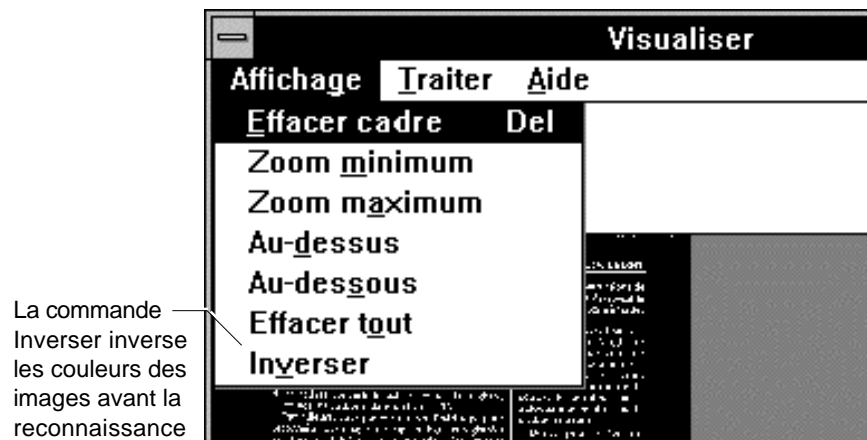 Visualiser
Affichage Traiter Aide
Effacer cadre Del
Zoom minimum
Zoom maximum
Au-dessus
Au-dessous
Effacer tout
Inverser
La commande
Inverser inverse
les couleurs des
images avant la
reconnaissance